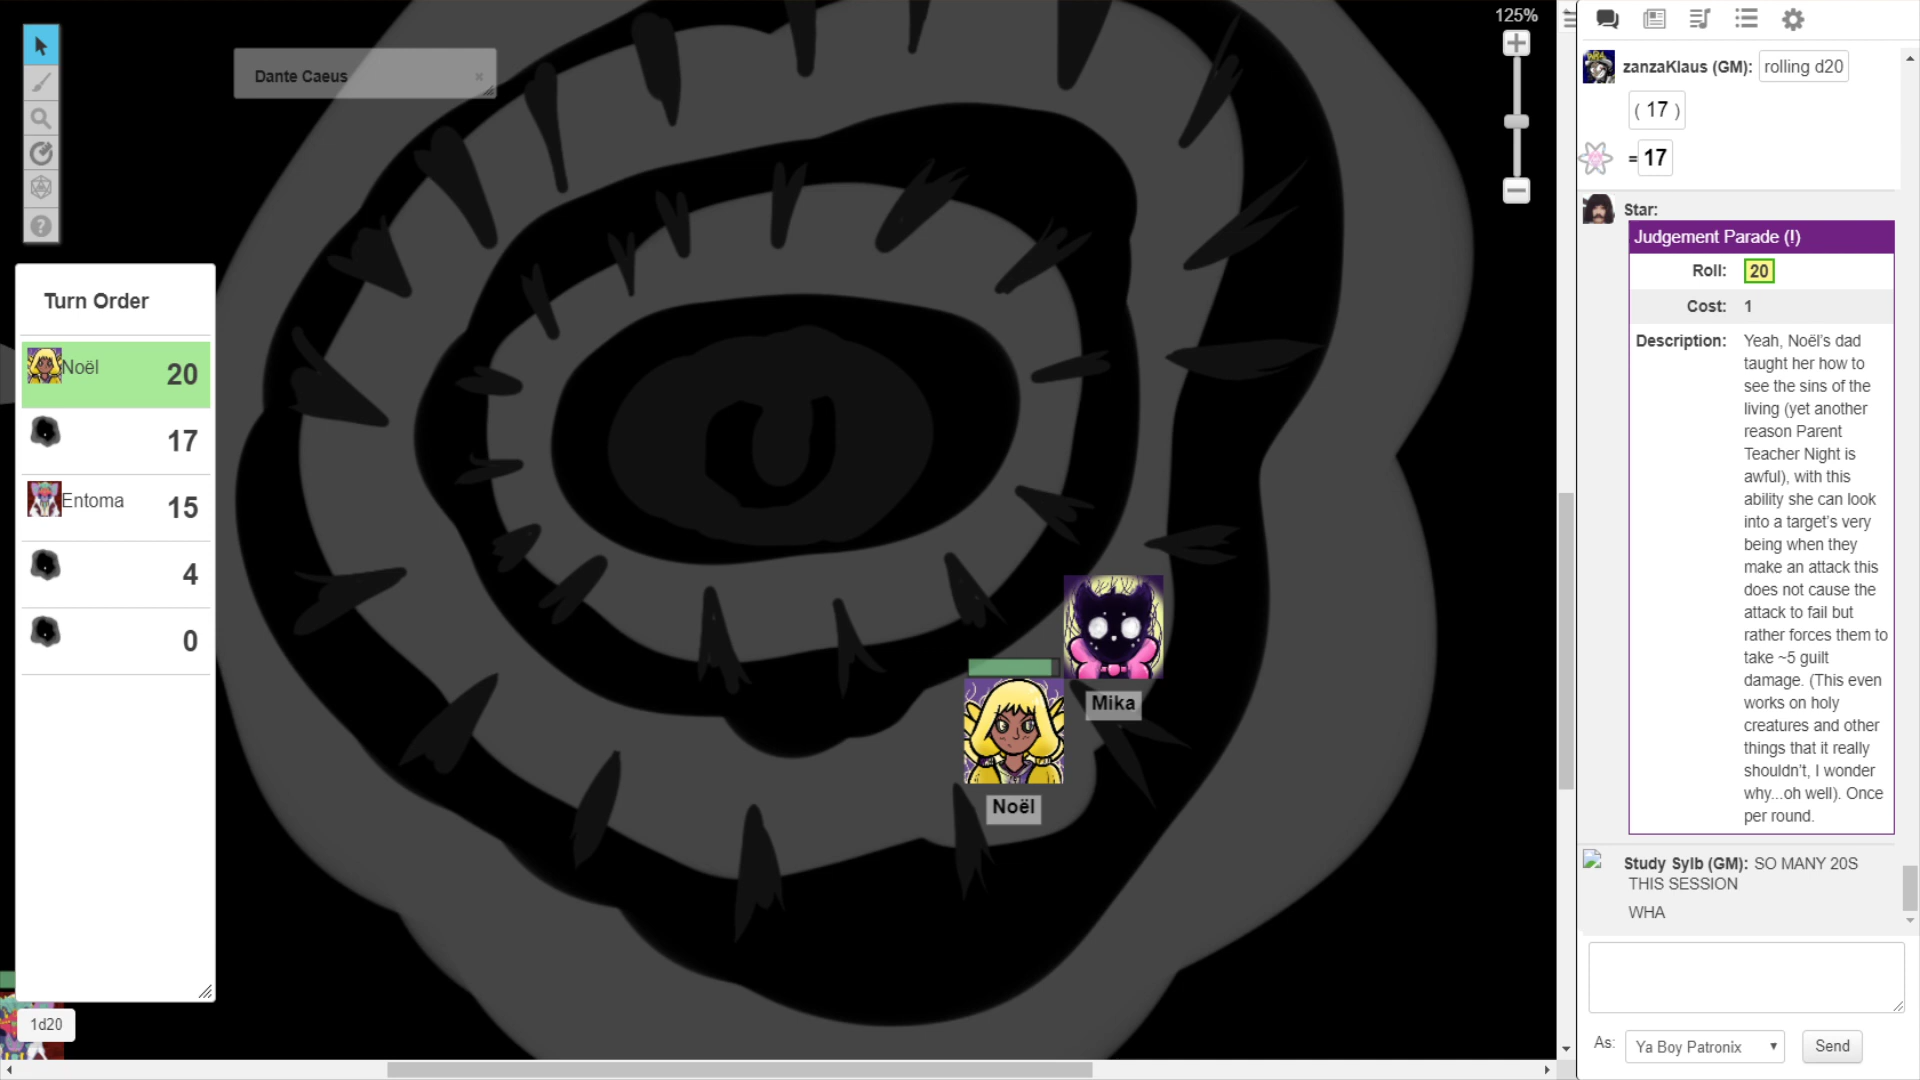 Dante Caeus
125%
Turn Order
Noël 20
17
Entoma 15
4
0
Mika
Noël
1d20
zanzaKlaus (GM): rolling d20
( 17 )
=17
Star:
Judgement Parade (!)
Roll: 20
Cost: 1
Description: Yeah, Noël's dad
taught her how to
see the sins of the
living (yet another
reason Parent
Teacher Night is
awful), with this
ability she can look
into a target's very
being when they
make an attack this
does not cause the
attack to fail but
rather forces them to
take ~5 guilt
damage. (This even
works on holy
creatures and other
things that it really
shouldn't, I wonder
why...oh well). Once
per round.
Study Sylb (GM): SO MANY 20S
THIS SESSION
WHA
As: Ya Boy Patronix Send